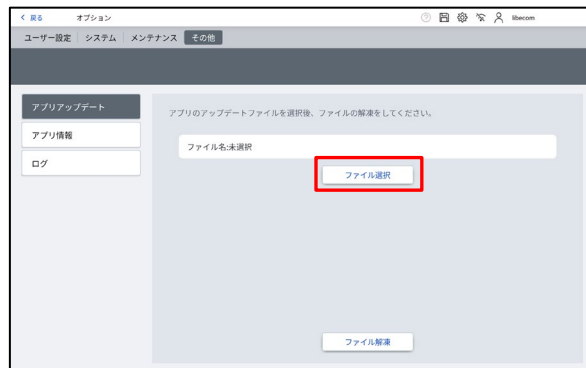 戻る オプション libecom
ユーザー設定 システム メンテナンス その他
アプリアップデート
アプリ情報
ログ
アプリのアップデートファイルを選択後、ファイルの解凍をしてください。
ファイル名:未選択
ファイル選択
ファイル解凍